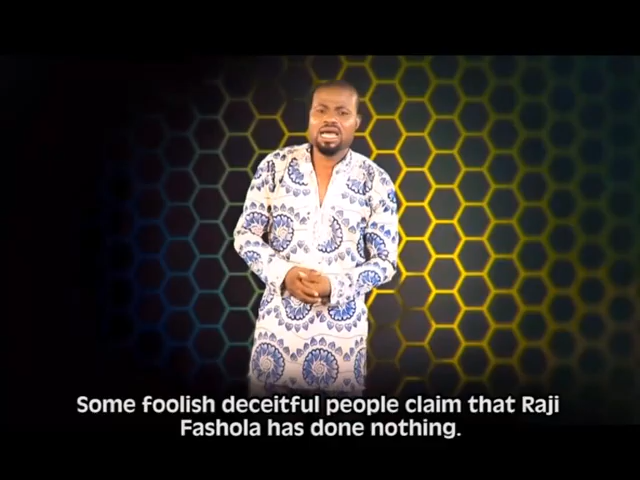 Some foolish deceitful people claim that Raji
Fashola has done nothing.